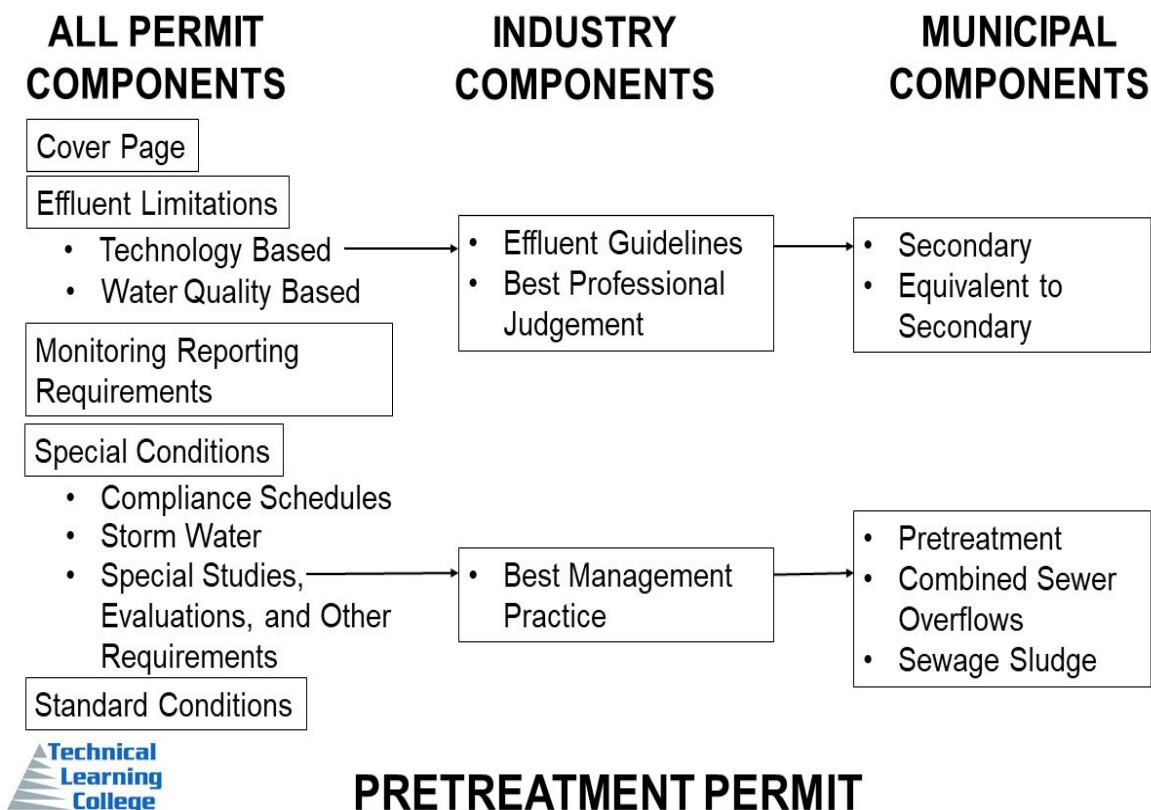 ALL PERMIT
COMPONENTS
Cover Page
Effluent Limitations
• Technology Based
• Water Quality Based
Monitoring Reporting
Requirements
Special Conditions
• Compliance Schedules
• Storm Water
• Special Studies,
Evaluations, and Other
Requirements
Standard Conditions
INDUSTRY
COMPONENTS
• Effluent Guidelines
• Best Professional
Judgement
• Best Management
Practice
MUNICIPAL
COMPONENTS
• Secondary
• Equivalent to
Secondary
• Pretreatment
• Combined Sewer
Overflows
• Sewage Sludge
Technical
Learning
College
PRETREATMENT PERMIT